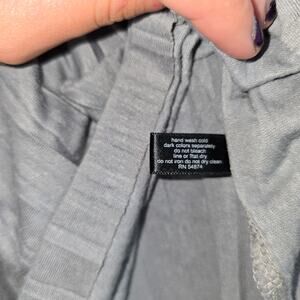 hand wash cold
dark colors separately
do not bleach
line or flat dry
do not iron do not dry clean
RN 54874